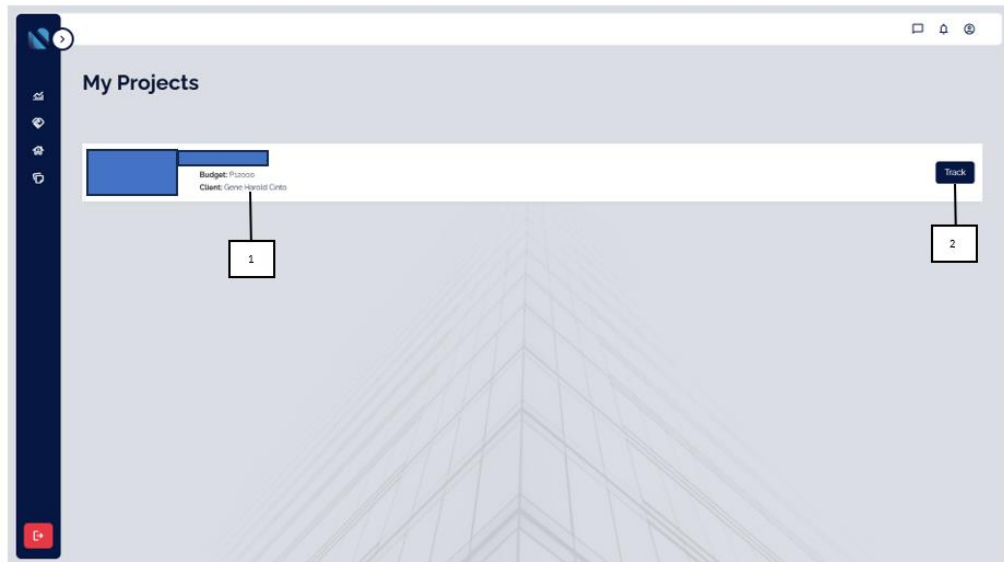 My Projects
Budget: P12000
Client: Gene Harold Cinto
Track
1
2